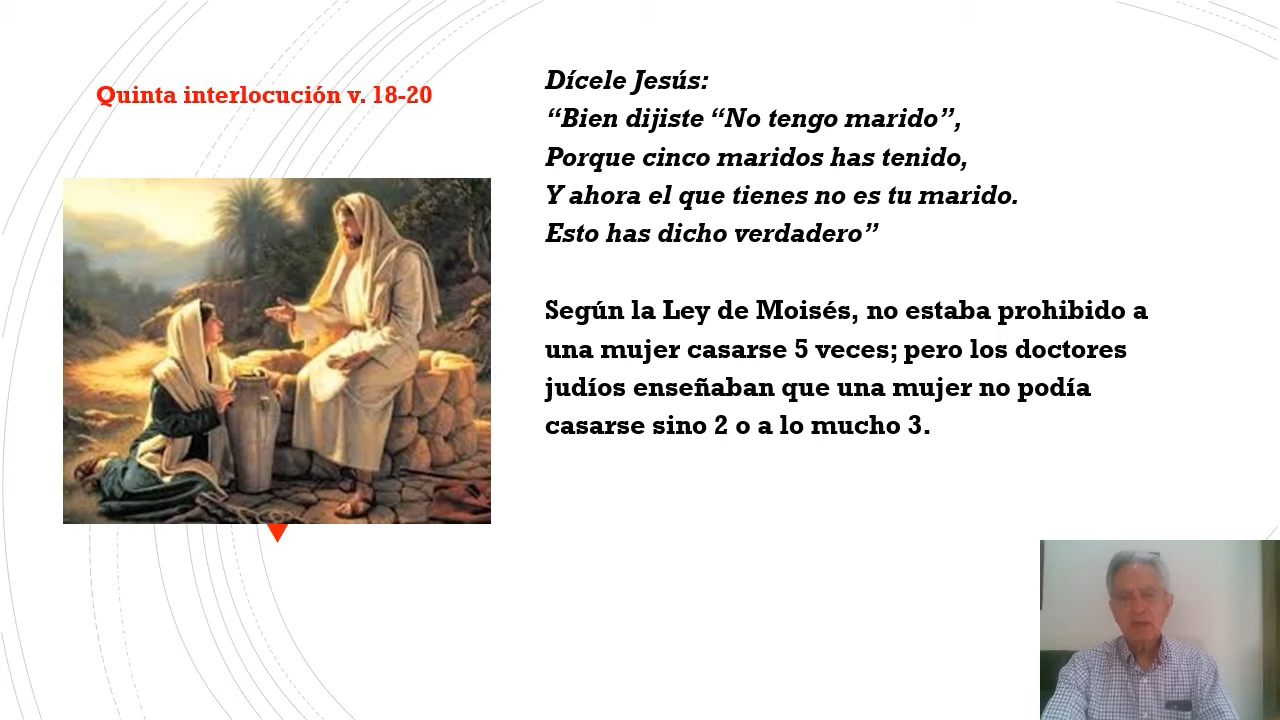 Quinta interlocución v. 18-20
Dícele Jesús:
“Bien dijiste “No tengo marido”,
Porque cinco maridos has tenido,
Y ahora el que tienes no es tu marido.
Esto has dicho verdadero”
Según la Ley de Moisés, no estaba prohibido a
una mujer casarse 5 veces; pero los doctores
judíos enseñaban que una mujer no podía
casarse sino 2 o a lo mucho 3.